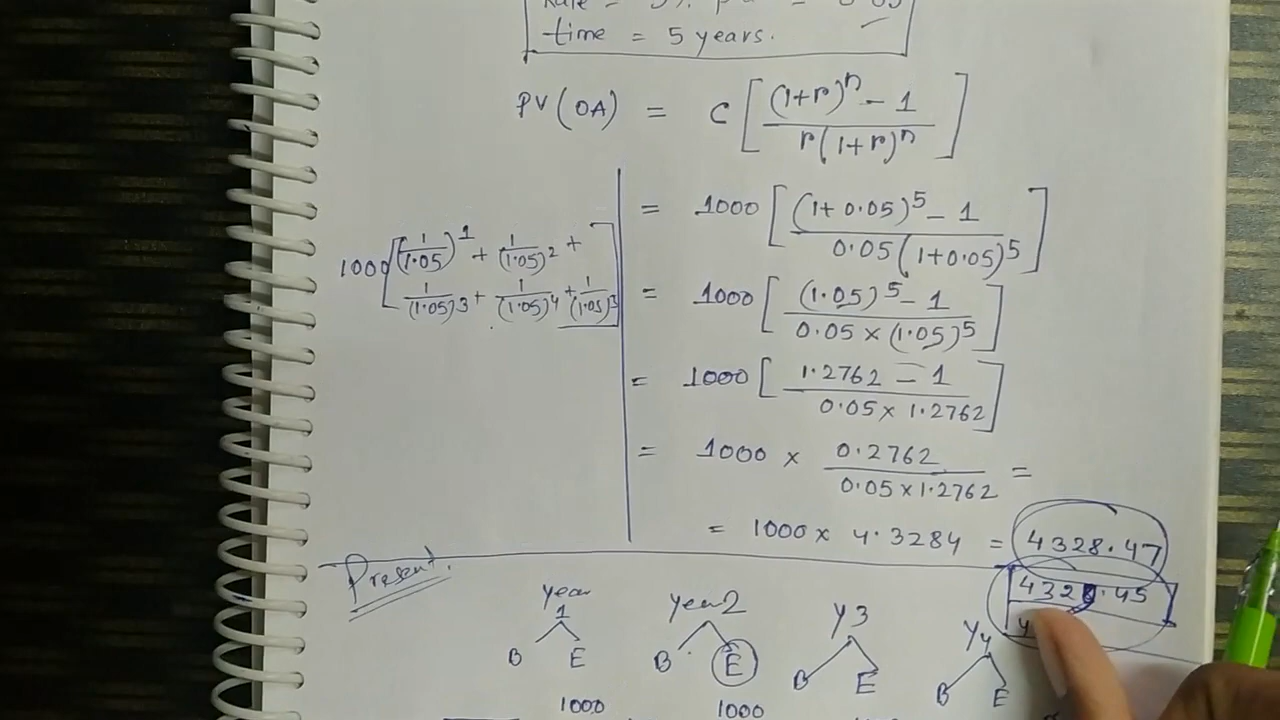 time = 5 years.
PV(OA) = C [ (1+r)^n - 1 / r(1+r)^n ]
= 1000 [ (1+0.05)^5 - 1 / 0.05(1+0.05)^5 ]
1000 [ (1/1.05)^1 + 1/(1.05)^2 +
1/(1.05)^3 + 1/(1.05)^4 + 1/(1.05)^5 ]
= 1000 [ (1.05)^5 - 1 / 0.05 × (1.05)^5 ]
= 1000 [ 1.2762 - 1 / 0.05 × 1.2762 ]
= 1000 × 0.2762 / 0.05×1.2762 =
= 1000 × 4.3284 = 4328.47
4328.45
Present.
year 1 year 2 Y3 Y4
B E B E B E B E
1000 1000